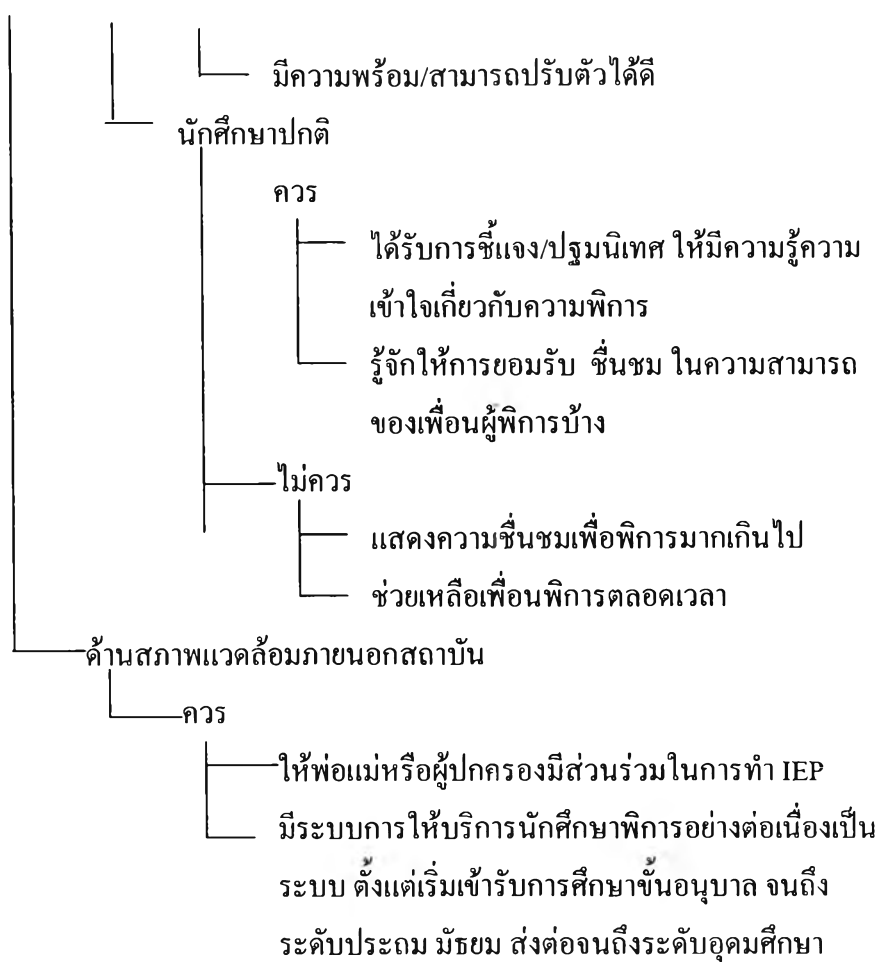 มีความพร้อม/สามารถปรับตัวได้ดี
นักศึกษาปกติ
ควร
ได้รับการชี้แจง/ปฐมนิเทศ ให้มีความรู้ความ
เข้าใจเกี่ยวกับความพิการ
รู้จักให้การยอมรับ ชื่นชม ในความสามารถ
ของเพื่อนผู้พิการบ้าง
ไม่ควร
แสดงความชื่นชมเพื่อพิการมากเกินไป
ช่วยเหลือเพื่อนพิการตลอดเวลา
ด้านสภาพแวดล้อมภายนอกสถาบัน
ควร
ให้พ่อแม่หรือผู้ปกครองมีส่วนร่วมในการทำ IEP
มีระบบการให้บริการนักศึกษาพิการอย่างต่อเนื่องเป็น
ระบบ ตั้งแต่เริ่มเข้ารับการศึกษาขั้นอนุบาล จนถึง
ระดับประถม มัธยม ส่งต่อจนถึงระดับอุดมศึกษา